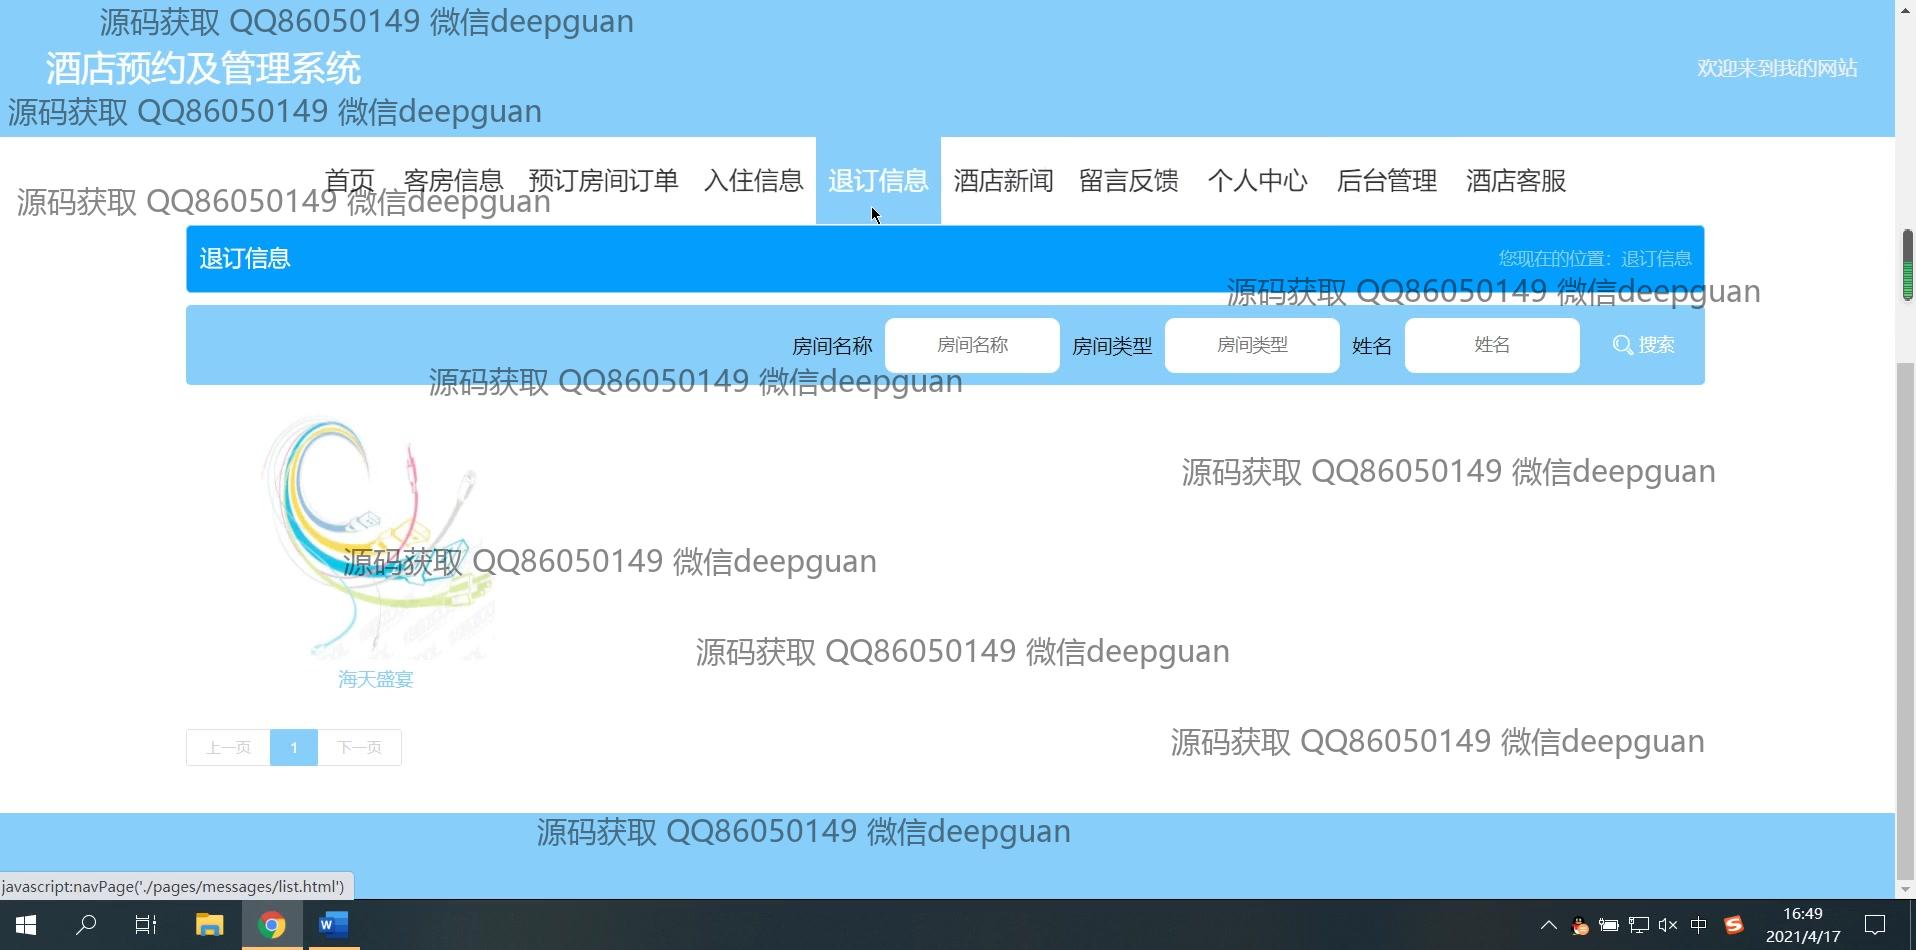 源码获取 QQ86050149 微信deepguan
酒店预约及管理系统
欢迎来到我的网站
源码获取 QQ86050149 微信deepguan
首页 客房信息 预订房间订单 入住信息 退订信息 酒店新闻 留言反馈 个人中心 后台管理 酒店客服
源码获取 QQ86050149 微信deepguan
退订信息
您现在的位置：退订信息
源码获取 QQ86050149 微信deepguan
房间名称 房间名称 房间类型 房间类型 姓名 姓名 搜索
源码获取 QQ86050149 微信deepguan
源码获取 QQ86050149 微信deepguan
源码获取 QQ86050149 微信deepguan
源码获取 QQ86050149 微信deepguan
海天盛宴
上一页 1 下一页
源码获取 QQ86050149 微信deepguan
源码获取 QQ86050149 微信deepguan
javascript:navPage('./pages/messages/list.html')
中
16:49
2021/4/17